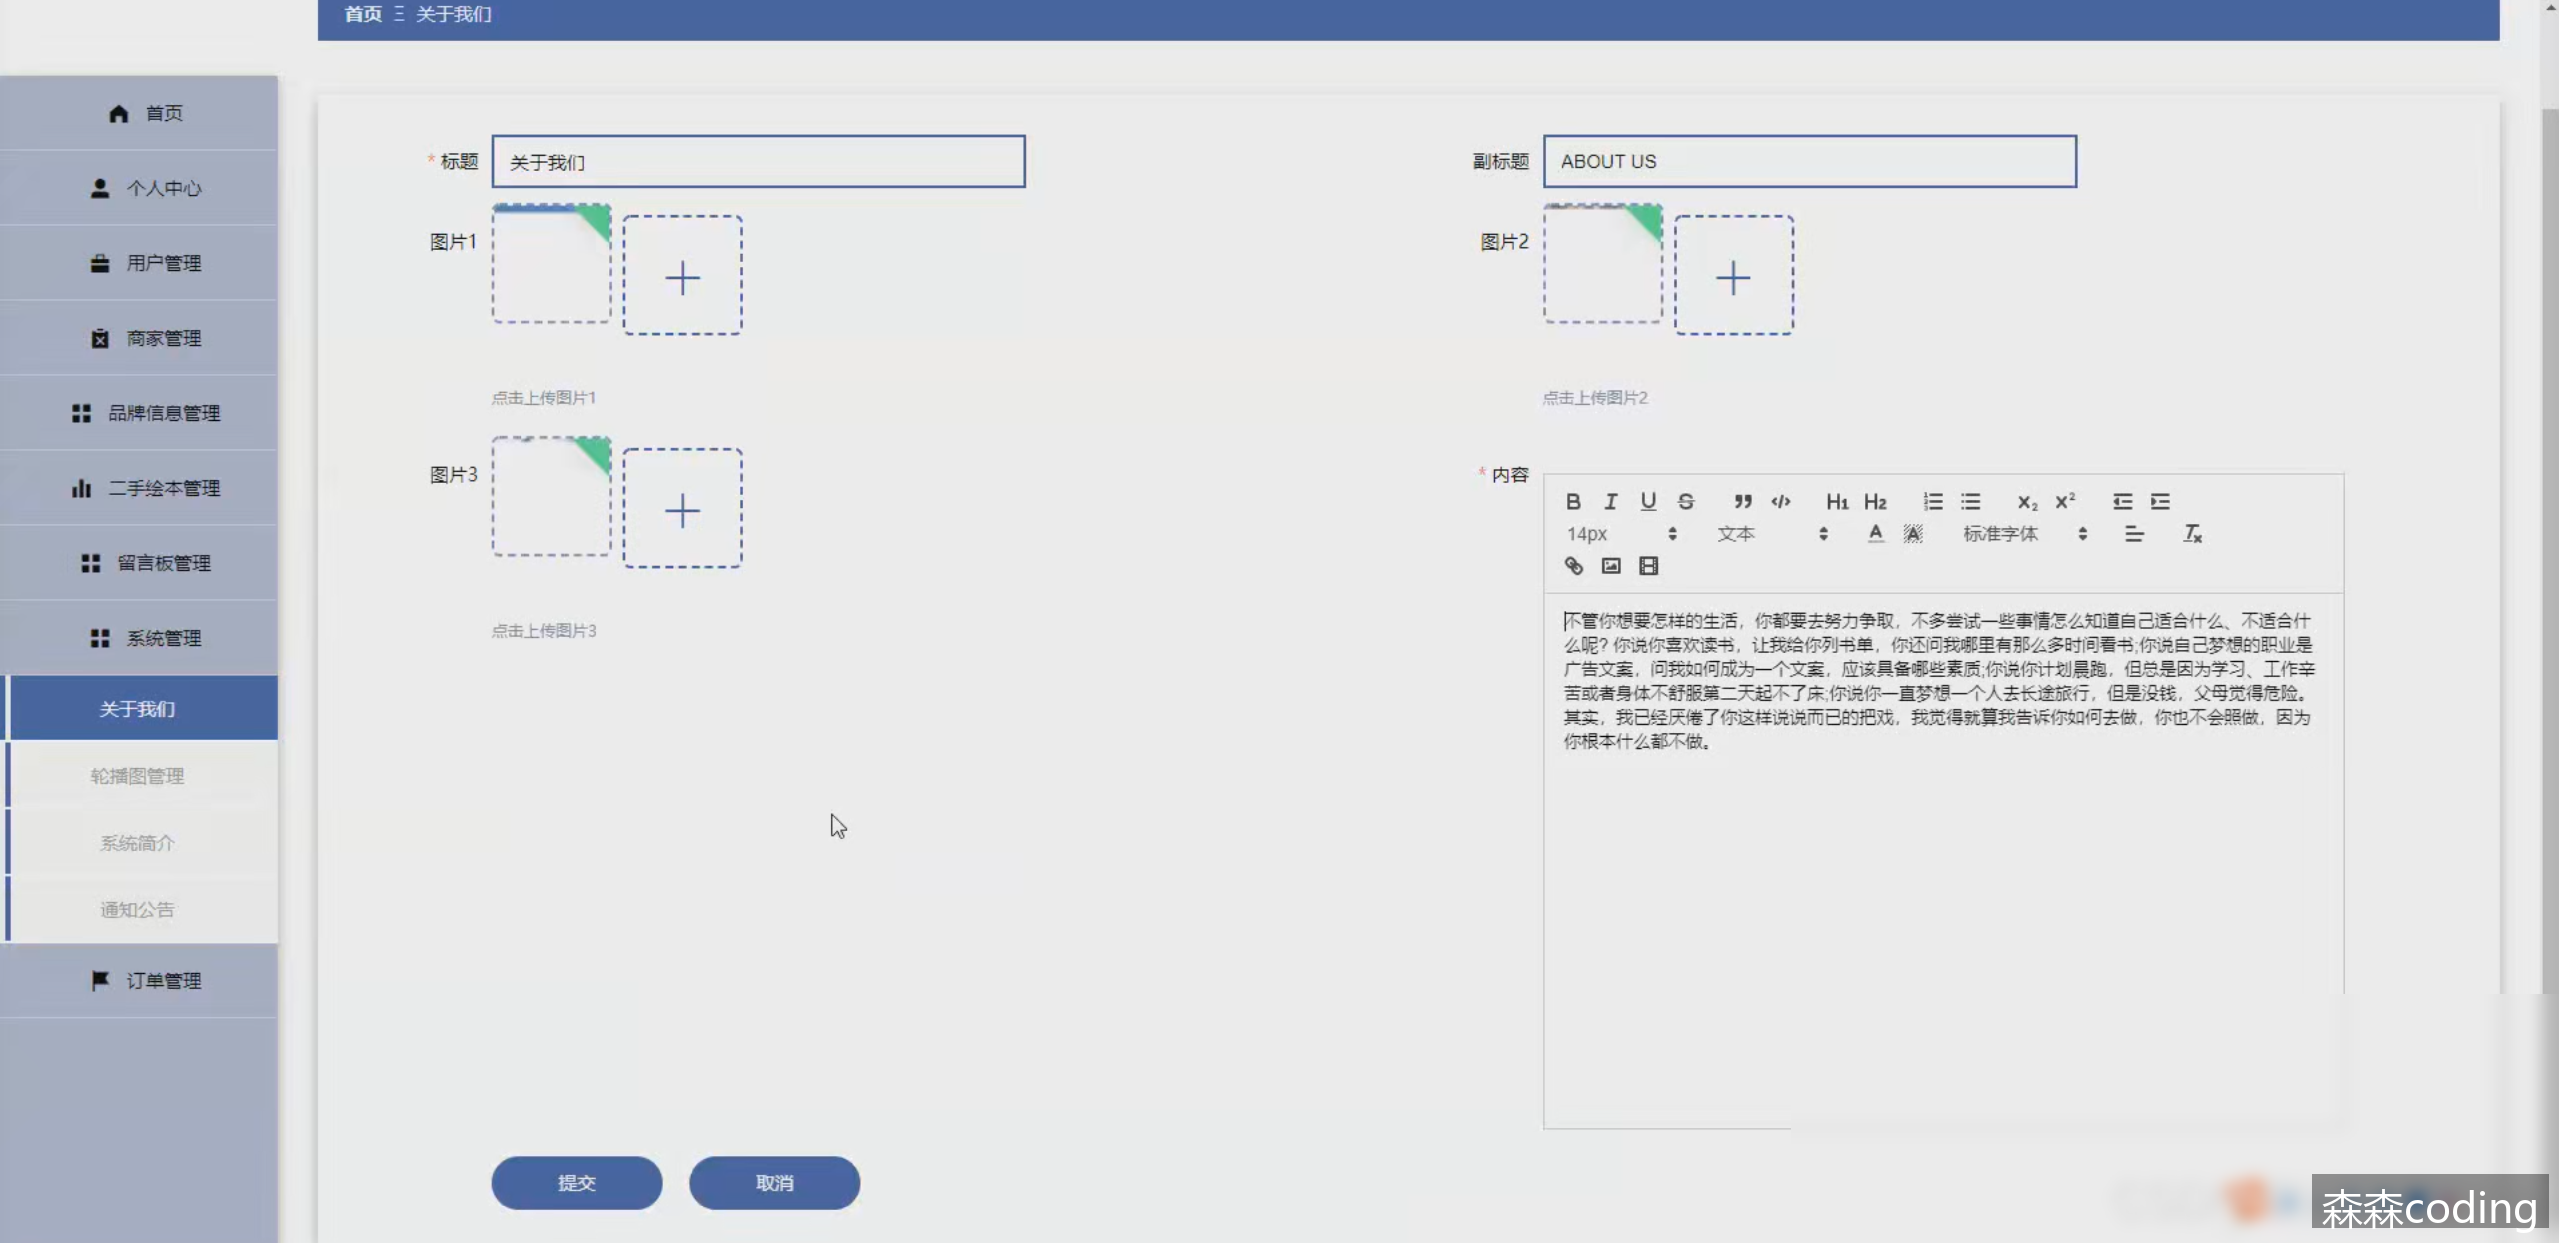 首页 Ξ 关于我们
首页
个人中心
用户管理
商家管理
品牌信息管理
二手绘本管理
留言板管理
系统管理
关于我们
轮播图管理
系统简介
通知公告
订单管理
* 标题
关于我们
副标题
ABOUT US
图片1
点击上传图片1
图片2
点击上传图片2
图片3
点击上传图片3
* 内容
B I U S H1 H2 x2 x2
14px 文本 A A 标准字体 Tx
不管你想要怎样的生活，你都要去努力争取，不多尝试一些事情怎么知道自己适合什么、不适合什
么呢? 你说你喜欢读书，让我给你列书单，你还问我哪里有那么多时间看书;你说自己梦想的职业是
广告文案，问我如何成为一个文案，应该具备哪些素质;你说你计划晨跑，但总是因为学习、工作辛
苦或者身体不舒服第二天起不了床;你说你一直梦想一个人去长途旅行，但是没钱，父母觉得危险。
其实，我已经厌倦了你这样说说而已的把戏，我觉得就算我告诉你如何去做，你也不会照做，因为
你根本什么都不做。
提交
取消
森森coding